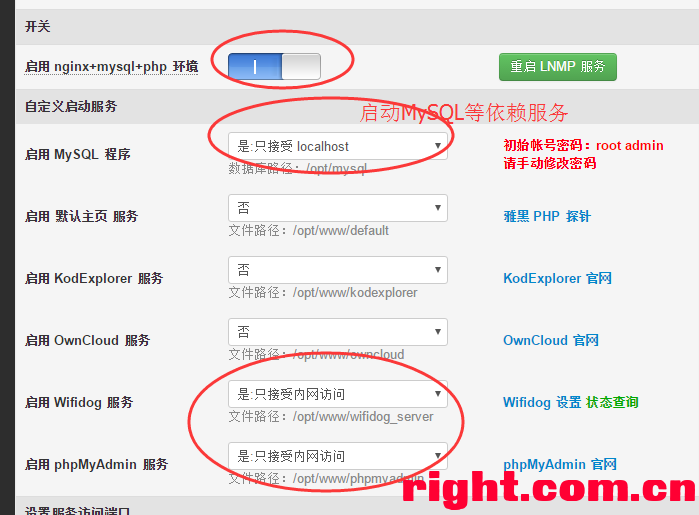 开关
启用 nginx+mysql+php 环境
重启 LNMP 服务
自定义启动服务
启动MySQL等依赖服务
启用 MySQL 程序
是:只接受 localhost
数据库路径：/opt/mysql
初始帐号密码：root admin
请手动修改密码
启用 默认主页 服务
否
文件路径：/opt/www/default
雅黑 PHP 探针
启用 KodExplorer 服务
否
文件路径：/opt/www/kodexplorer
KodExplorer 官网
启用 OwnCloud 服务
否
文件路径：/opt/www/owncloud
OwnCloud 官网
启用 Wifidog 服务
是:只接受内网访问
文件路径：/opt/www/wifidog_server
Wifidog 设置 状态查询
启用 phpMyAdmin 服务
是:只接受内网访问
文件路径：/opt/www/phpmyadmin
phpMyAdmin 官网
right.com.cn
设置服务访问端口